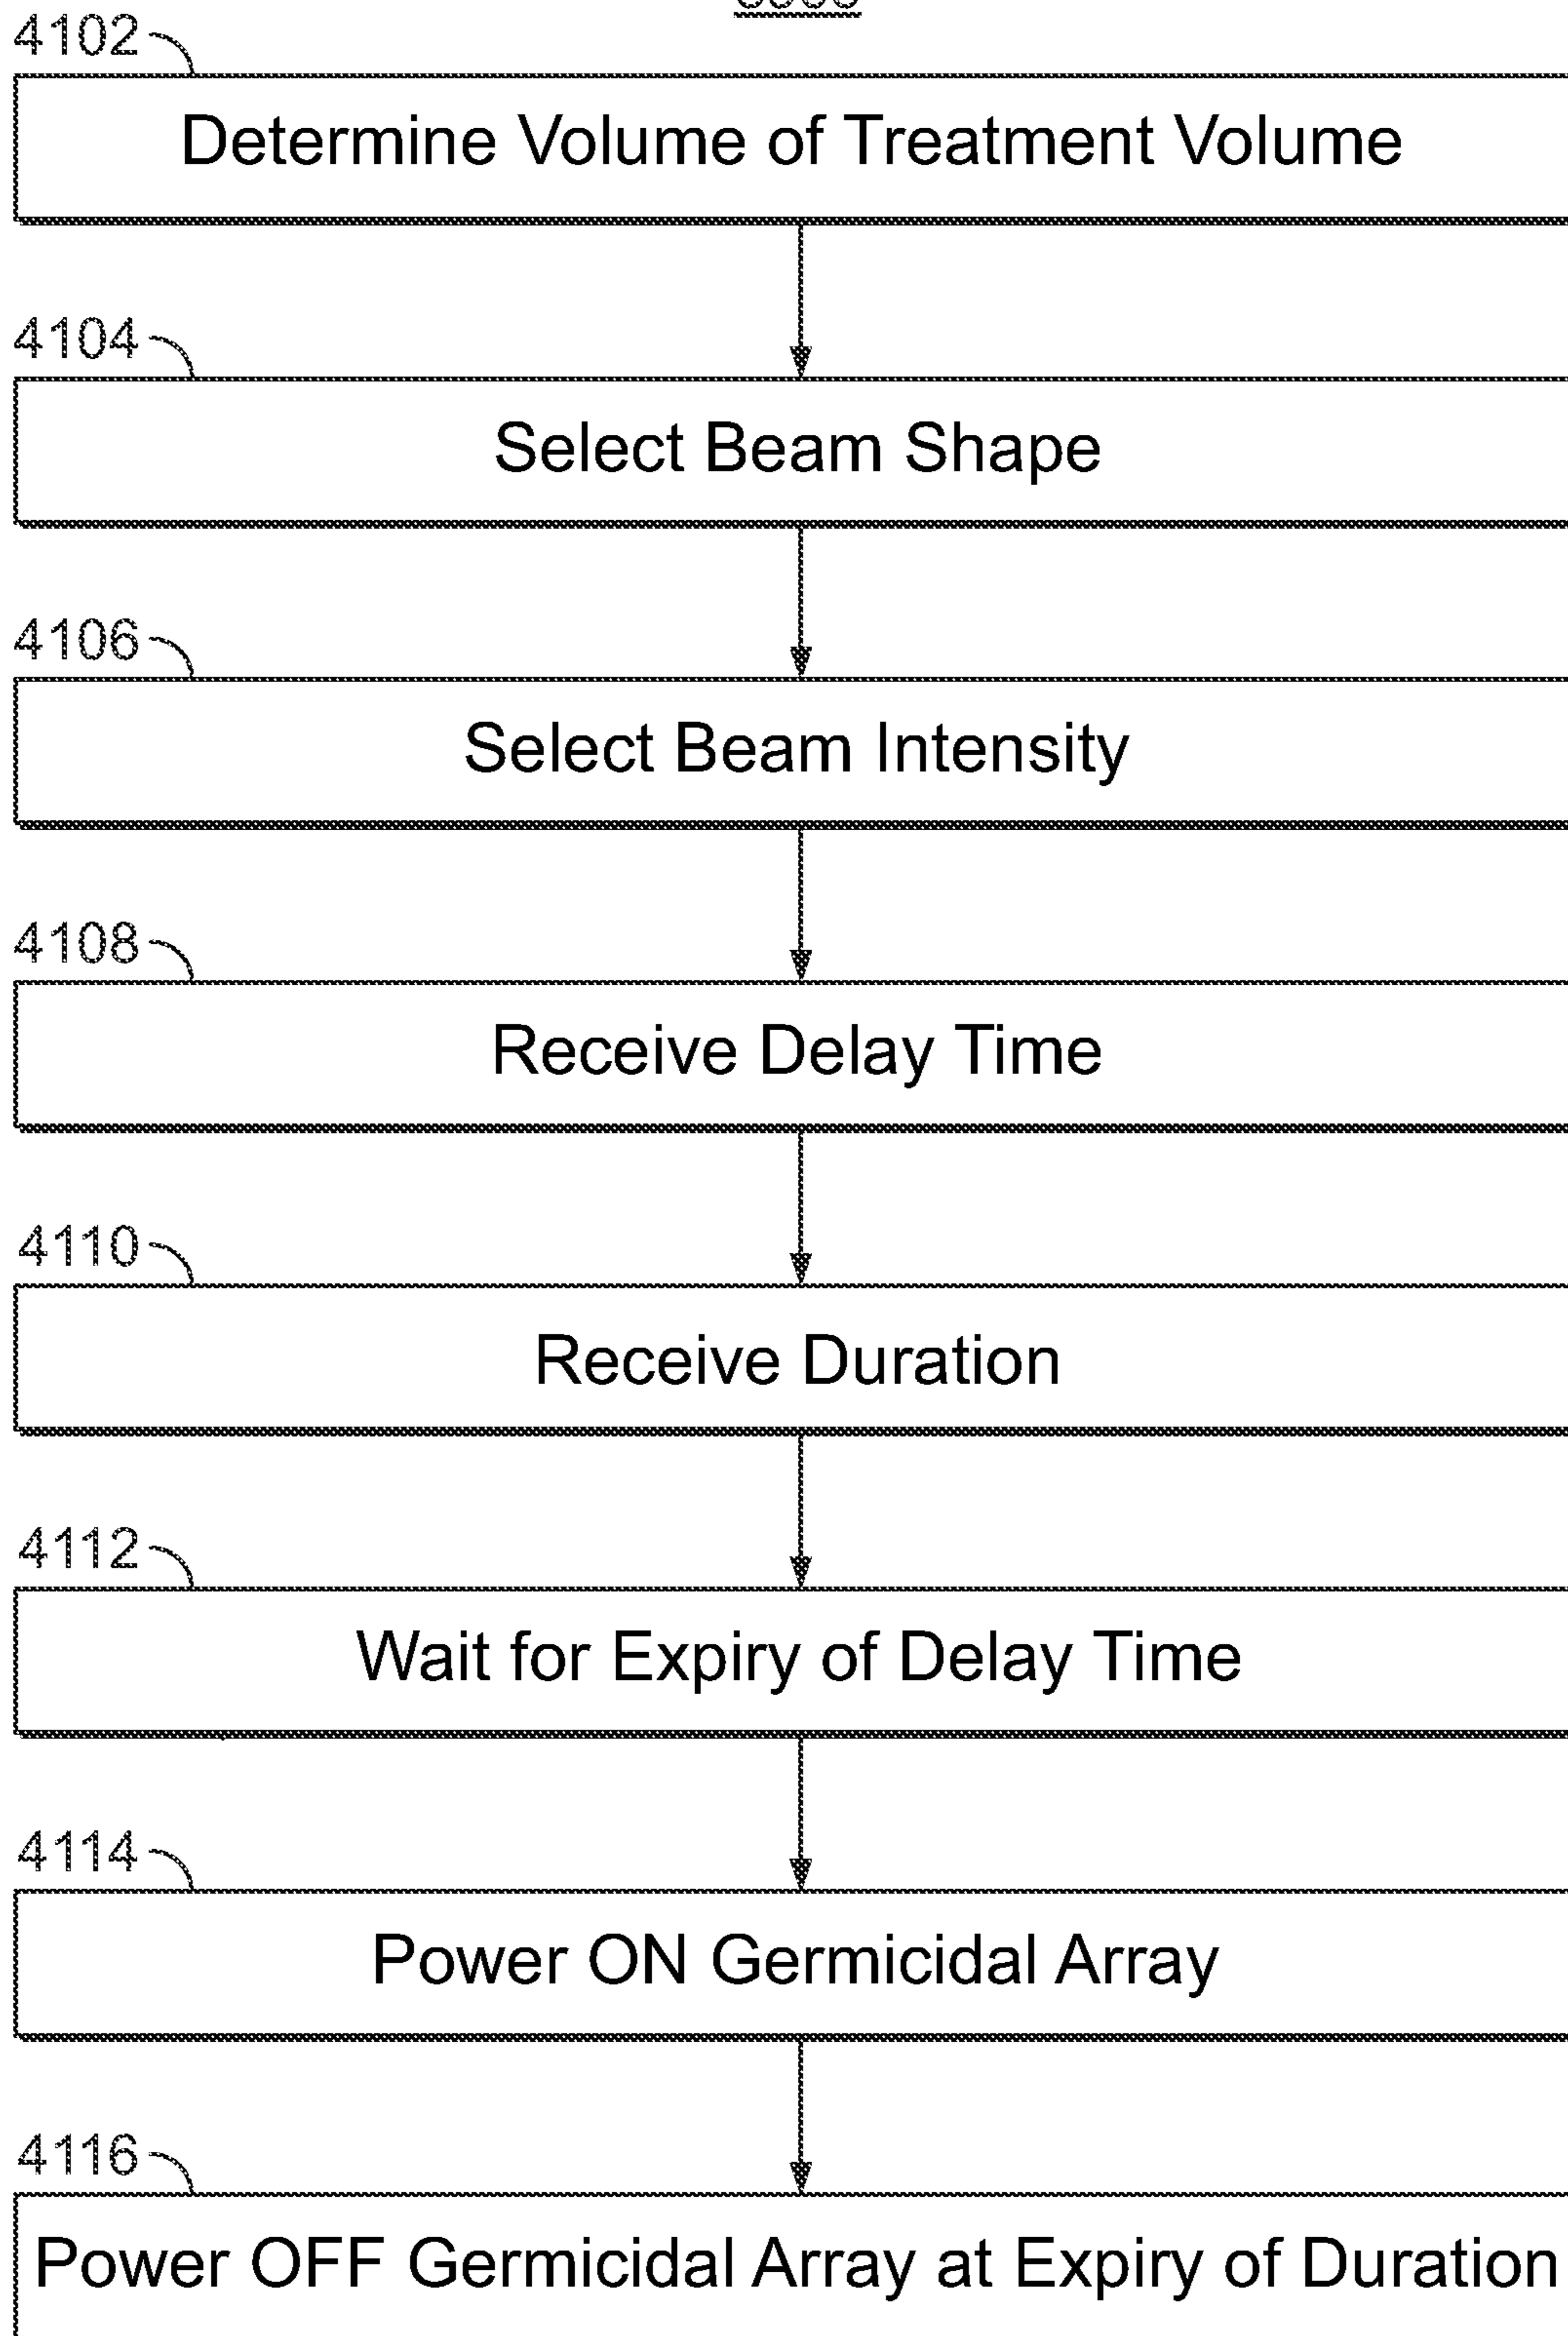 4102
Determine Volume of Treatment Volume
4104
Select Beam Shape
4106
Select Beam Intensity
4108
Receive Delay Time
4110
Receive Duration
4112
Wait for Expiry of Delay Time
4114
Power ON Germicidal Array
4116
Power OFF Germicidal Array at Expiry of Duration